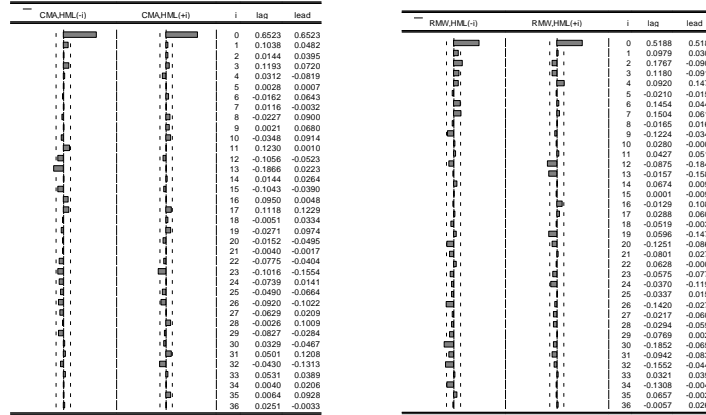 CMA,HML(-i) CMA,HML(+i) i lag lead
0 0.6523 0.6523
1 0.1038 0.0482
2 0.0144 0.0395
3 0.1193 0.0720
4 0.0312 -0.0819
5 0.0028 0.0007
6 -0.0162 0.0643
7 0.0116 -0.0032
8 -0.0227 0.0900
9 0.0021 0.0680
10 -0.0348 0.0914
11 0.1230 0.0010
12 -0.1056 -0.0523
13 -0.1866 0.0223
14 0.0144 0.0264
15 -0.1043 -0.0390
16 0.0950 0.0048
17 0.1118 0.1229
18 -0.0051 0.0334
19 -0.0271 0.0974
20 -0.0152 -0.0495
21 -0.0040 -0.0017
22 -0.0775 -0.0404
23 -0.1016 -0.1554
24 -0.0739 0.0141
25 -0.0490 -0.0664
26 -0.0920 -0.1022
27 -0.0629 0.0209
28 -0.0026 0.1009
29 -0.0827 -0.0284
30 0.0329 -0.0467
31 0.0501 0.1208
32 -0.0430 -0.1313
33 0.0531 0.0389
34 0.0040 0.0206
35 0.0064 0.0928
36 0.0251 -0.0033
RMW,HML(-i) RMW,HML(+i) i lag lead
0 0.5188
1 0.0979
2 0.1767
3 0.1180
4 0.0920
5 -0.0210
6 0.1454
7 0.1504
8 -0.0165
9 -0.1224
10 0.0280
11 0.0427
12 -0.0875
13 -0.0157
14 0.0674
15 0.0001
16 -0.0129
17 0.0288
18 -0.0519
19 0.0596
20 -0.1251
21 -0.0801
22 0.0628
23 -0.0575
24 -0.0370
25 -0.0337
26 -0.1420
27 -0.0217
28 -0.0294
29 -0.0769
30 -0.1852
31 -0.0942
32 -0.1552
33 0.0321
34 -0.1308
35 0.0657
36 -0.0057